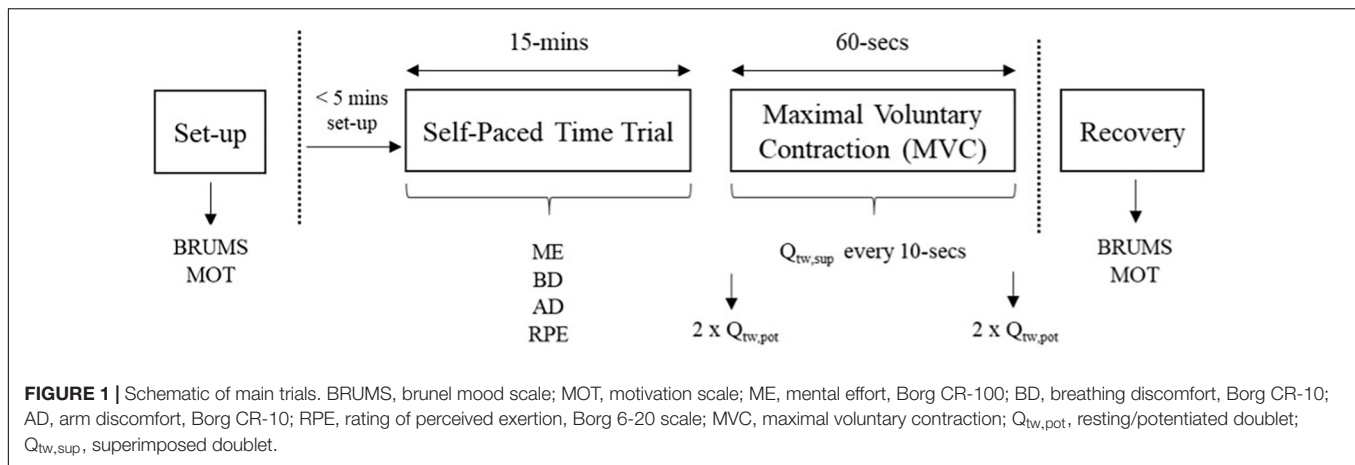 15-mins
60-secs
< 5 mins
set-up
Set-up
Self-Paced Time Trial
Maximal Voluntary
Contraction (MVC)
Recovery
BRUMS
MOT
ME
BD
AD
RPE
Qtw,sup every 10-secs
2 x Qtw,pot
2 x Qtw,pot
BRUMS
MOT
FIGURE 1 | Schematic of main trials. BRUMS, brunel mood scale; MOT, motivation scale; ME, mental effort, Borg CR-100; BD, breathing discomfort, Borg CR-10;
AD, arm discomfort, Borg CR-10; RPE, rating of perceived exertion, Borg 6-20 scale; MVC, maximal voluntary contraction; Qtw,pot, resting/potentiated doublet;
Qtw,sup, superimposed doublet.